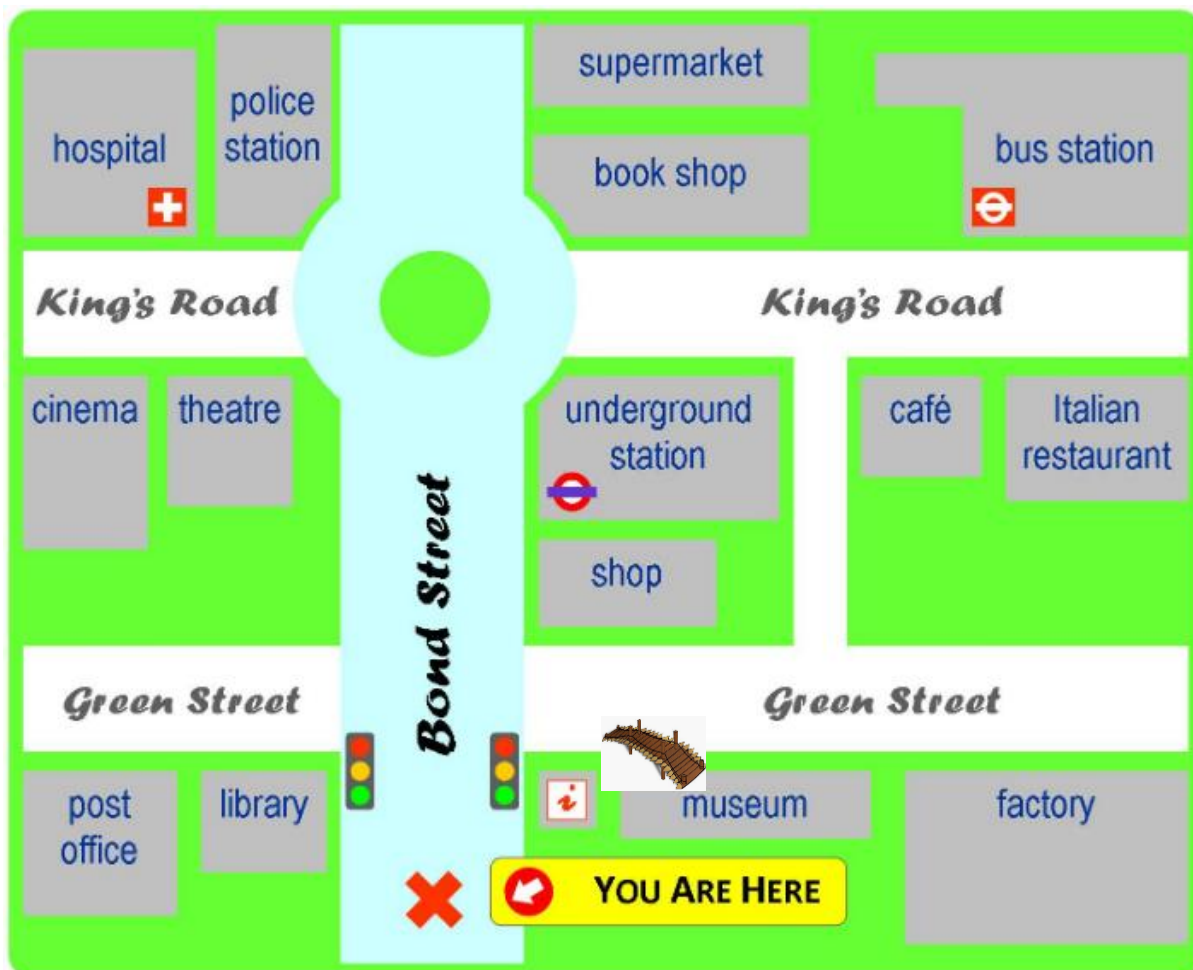 supermarket
police
station
hospital
book shop
bus station
King's Road
King's Road
cinema
theatre
underground
station
café
Italian
restaurant
shop
Bond Street
Green Street
Green Street
post
office
library
i
museum
factory
YOU ARE HERE